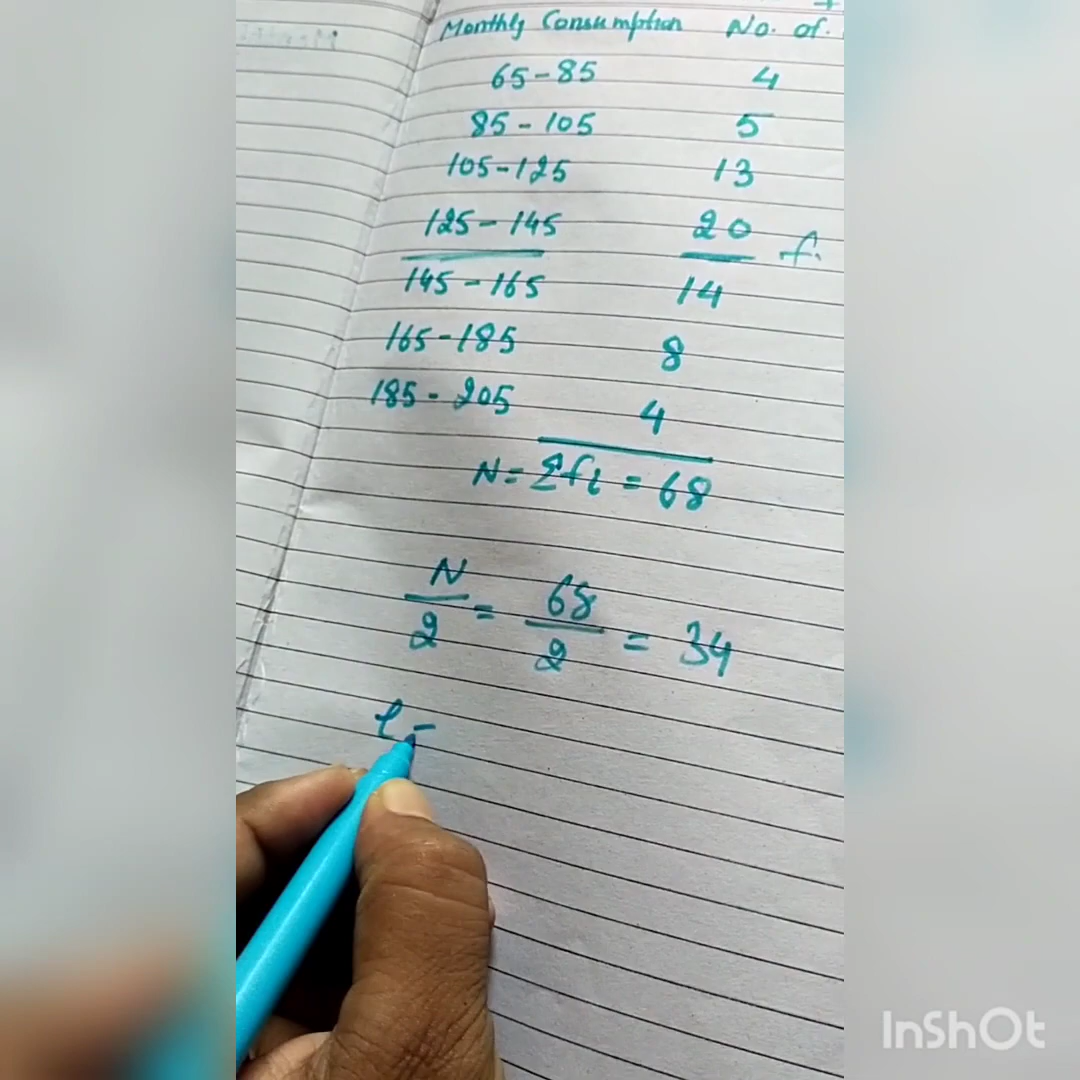 Monthly Consumption No. of.
65-85 4
85-105 5
105-125 13
125-145 20 f.
145-165 14
165-185 8
185-205 4
N= Σfi = 68
N/2 = 68/2 = 34
l =
InShOt